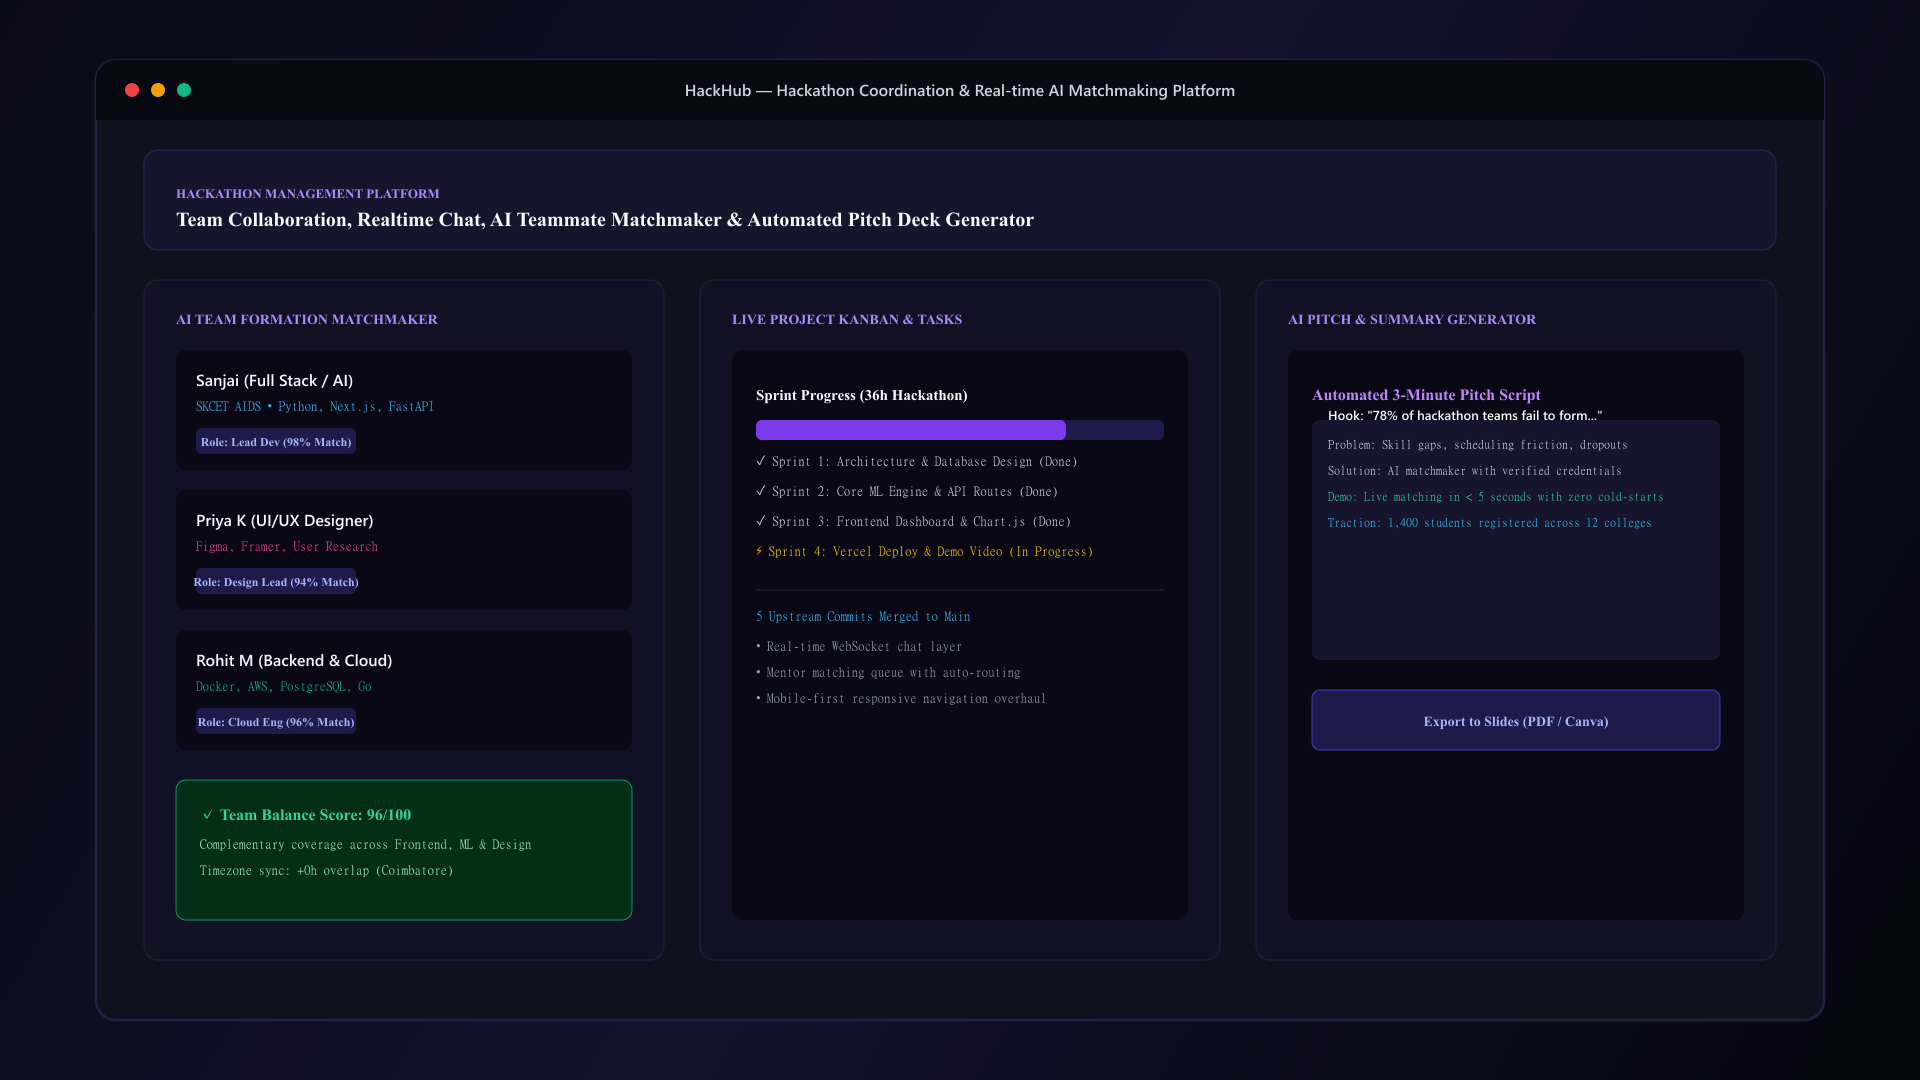 HackHub — Hackathon Coordination & Real-time AI Matchmaking Platform
HACKATHON MANAGEMENT PLATFORM
Team Collaboration, Realtime Chat, AI Teammate Matchmaker & Automated Pitch Deck Generator
AI TEAM FORMATION MATCHMAKER
Sanjai (Full Stack / AI)
SKCET AIDS • Python, Next.js, FastAPI
Role: Lead Dev (98% Match)
Priya K (UI/UX Designer)
Figma, Framer, User Research
Role: Design Lead (94% Match)
Rohit M (Backend & Cloud)
Docker, AWS, PostgreSQL, Go
Role: Cloud Eng (96% Match)
✓ Team Balance Score: 96/100
Complementary coverage across Frontend, ML & Design
Timezone sync: +0h overlap (Coimbatore)
LIVE PROJECT KANBAN & TASKS
Sprint Progress (36h Hackathon)
✓ Sprint 1: Architecture & Database Design (Done)
✓ Sprint 2: Core ML Engine & API Routes (Done)
✓ Sprint 3: Frontend Dashboard & Chart.js (Done)
⚡ Sprint 4: Vercel Deploy & Demo Video (In Progress)
5 Upstream Commits Merged to Main
• Real-time WebSocket chat layer
• Mentor matching queue with auto-routing
• Mobile-first responsive navigation overhaul
AI PITCH & SUMMARY GENERATOR
Automated 3-Minute Pitch Script
Hook: "78% of hackathon teams fail to form..."
Problem: Skill gaps, scheduling friction, dropouts
Solution: AI matchmaker with verified credentials
Demo: Live matching in < 5 seconds with zero cold-starts
Traction: 1,400 students registered across 12 colleges
Export to Slides (PDF / Canva)